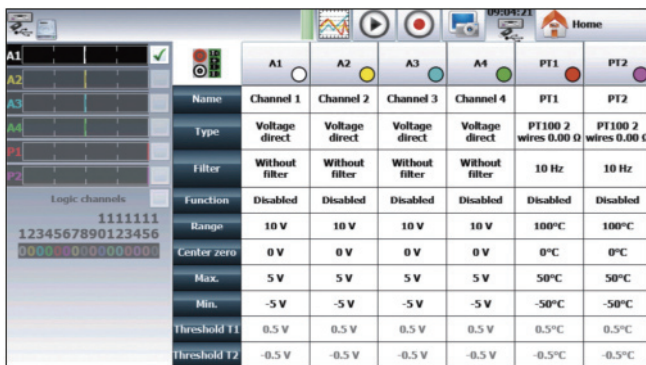 09:04:21
Home
A1
A2
A3
A4
P1
P2
Logic channels
1111111
1234567890123456
0000000000000000
A1 A2 A3 A4 PT1 PT2
Name Channel 1 Channel 2 Channel 3 Channel 4 PT1 PT2
Type Voltage direct Voltage direct Voltage direct Voltage direct PT100 2 wires 0.00 Ω PT100 2 wires 0.00 Ω
Filter Without filter Without filter Without filter Without filter 10 Hz 10 Hz
Function Disabled Disabled Disabled Disabled Disabled Disabled
Range 10 V 10 V 10 V 10 V 100°C 100°C
Center zero 0 V 0 V 0 V 0 V 0°C 0°C
Max. 5 V 5 V 5 V 5 V 50°C 50°C
Min. -5 V -5 V -5 V -5 V -50°C -50°C
Threshold T1 0.5 V 0.5 V 0.5 V 0.5 V 0.5°C 0.5°C
Threshold T2 -0.5 V -0.5 V -0.5 V -0.5 V -0.5°C -0.5°C